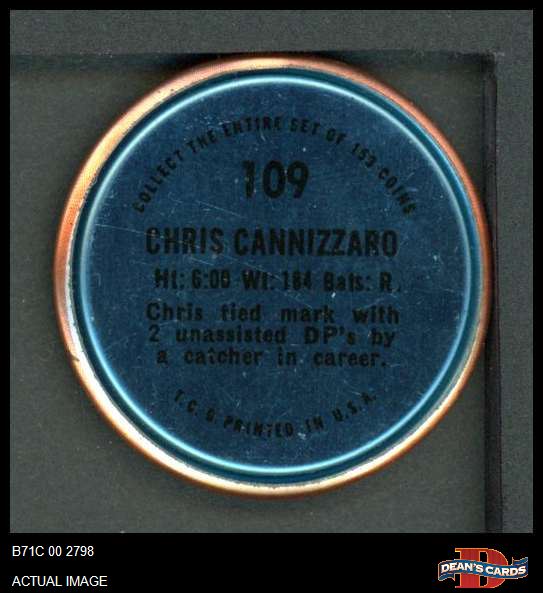 COLLECT THE ENTIRE SET OF 153 COINS
109
CHRIS CANNIZZARO
Ht: 6:00 Wt: 184 Bats: R.
Chris tied mark with
2 unassisted DP's by
a catcher in career.
T.C.G. PRINTED IN U.S.A.
B71C 00 2798
ACTUAL IMAGE
D
DEAN'S CARDS